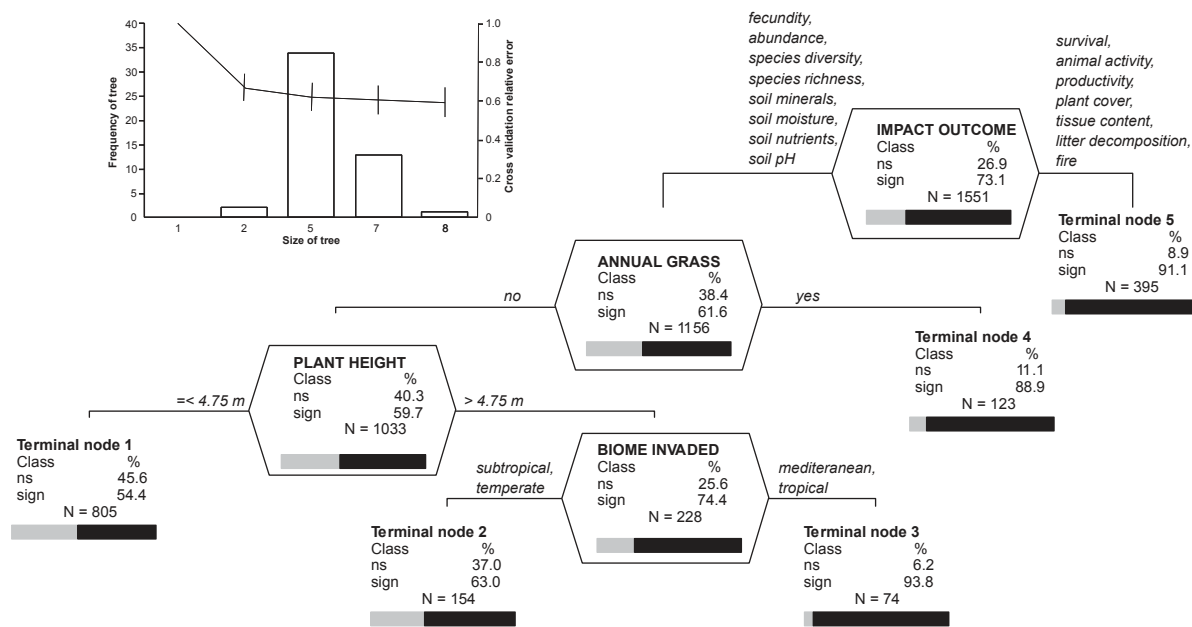 40
35
30
25
20
15
10
5
0
Frequency of tree
1.0
0.8
0.6
0.4
0.2
0
Cross validation relative error
1 2 5 7 8
Size of tree
fecundity,
abundance,
species diversity,
species richness,
soil minerals,
soil moisture,
soil nutrients,
soil pH
IMPACT OUTCOME
Class %
ns 26.9
sign 73.1
N = 1551
survival,
animal activity,
productivity,
plant cover,
tissue content,
litter decomposition,
fire
Terminal node 5
Class %
ns 8.9
sign 91.1
N = 395
ANNUAL GRASS
Class %
ns 38.4
sign 61.6
N = 1156
no
yes
Terminal node 4
Class %
ns 11.1
sign 88.9
N = 123
PLANT HEIGHT
Class %
ns 40.3
sign 59.7
N = 1033
=< 4.75 m
> 4.75 m
Terminal node 1
Class %
ns 45.6
sign 54.4
N = 805
BIOME INVADED
Class %
ns 25.6
sign 74.4
N = 228
subtropical,
temperate
mediteranean,
tropical
Terminal node 2
Class %
ns 37.0
sign 63.0
N = 154
Terminal node 3
Class %
ns 6.2
sign 93.8
N = 74